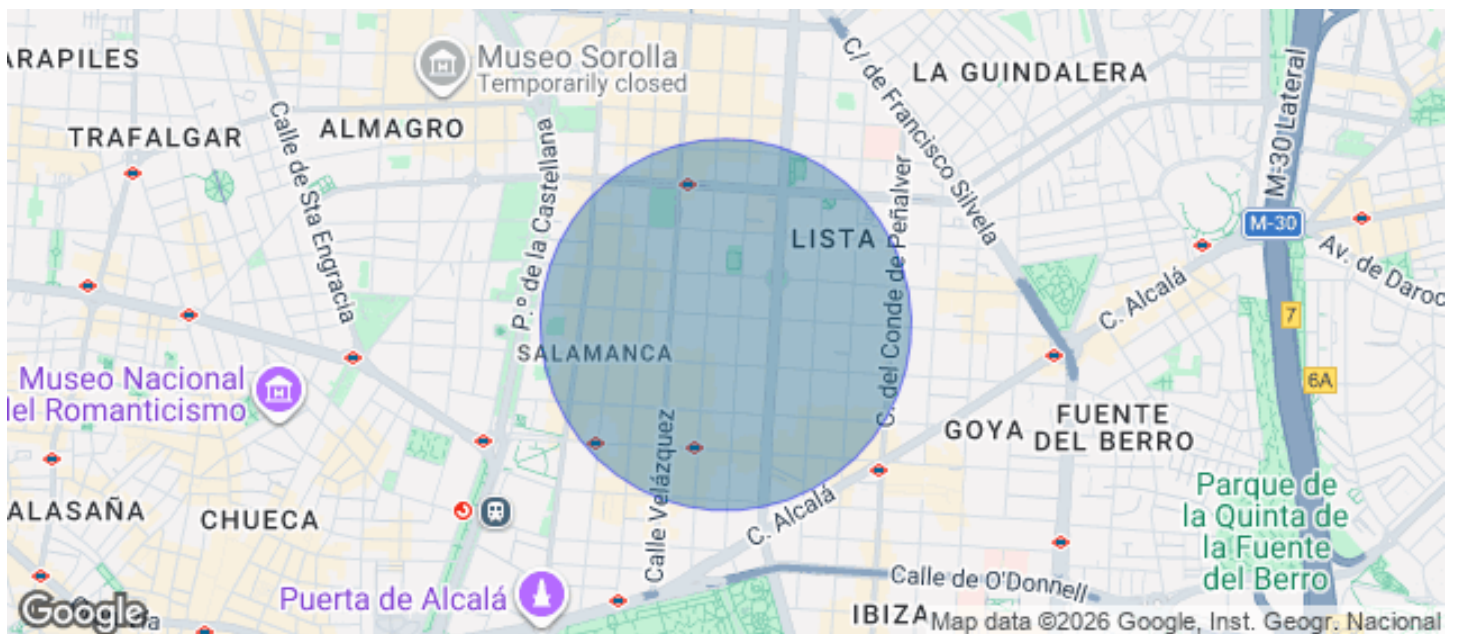 ARAPILES
Museo Sorolla
Temporarily closed
C/ de Francisco Silvela
LA GUINDALERA
M-30 Lateral
TRAFALGAR
ALMAGRO
Calle de Sta Engracia
P.º de la Castellana
LISTA
C. del Conde de Peñalver
M-30
Av. de Daroc
C. Alcalá
7
SALAMANCA
Museo Nacional
del Romanticismo
6A
Calle Velázquez
GOYA
FUENTE
DEL BERRO
ALASAÑA
CHUECA
C. Alcalá
Parque de
la Quinta de
la Fuente
del Berro
Puerta de Alcalá
Calle de O'Donnell
IBIZA
Google
Map data ©2026 Google, Inst. Geogr. Nacional